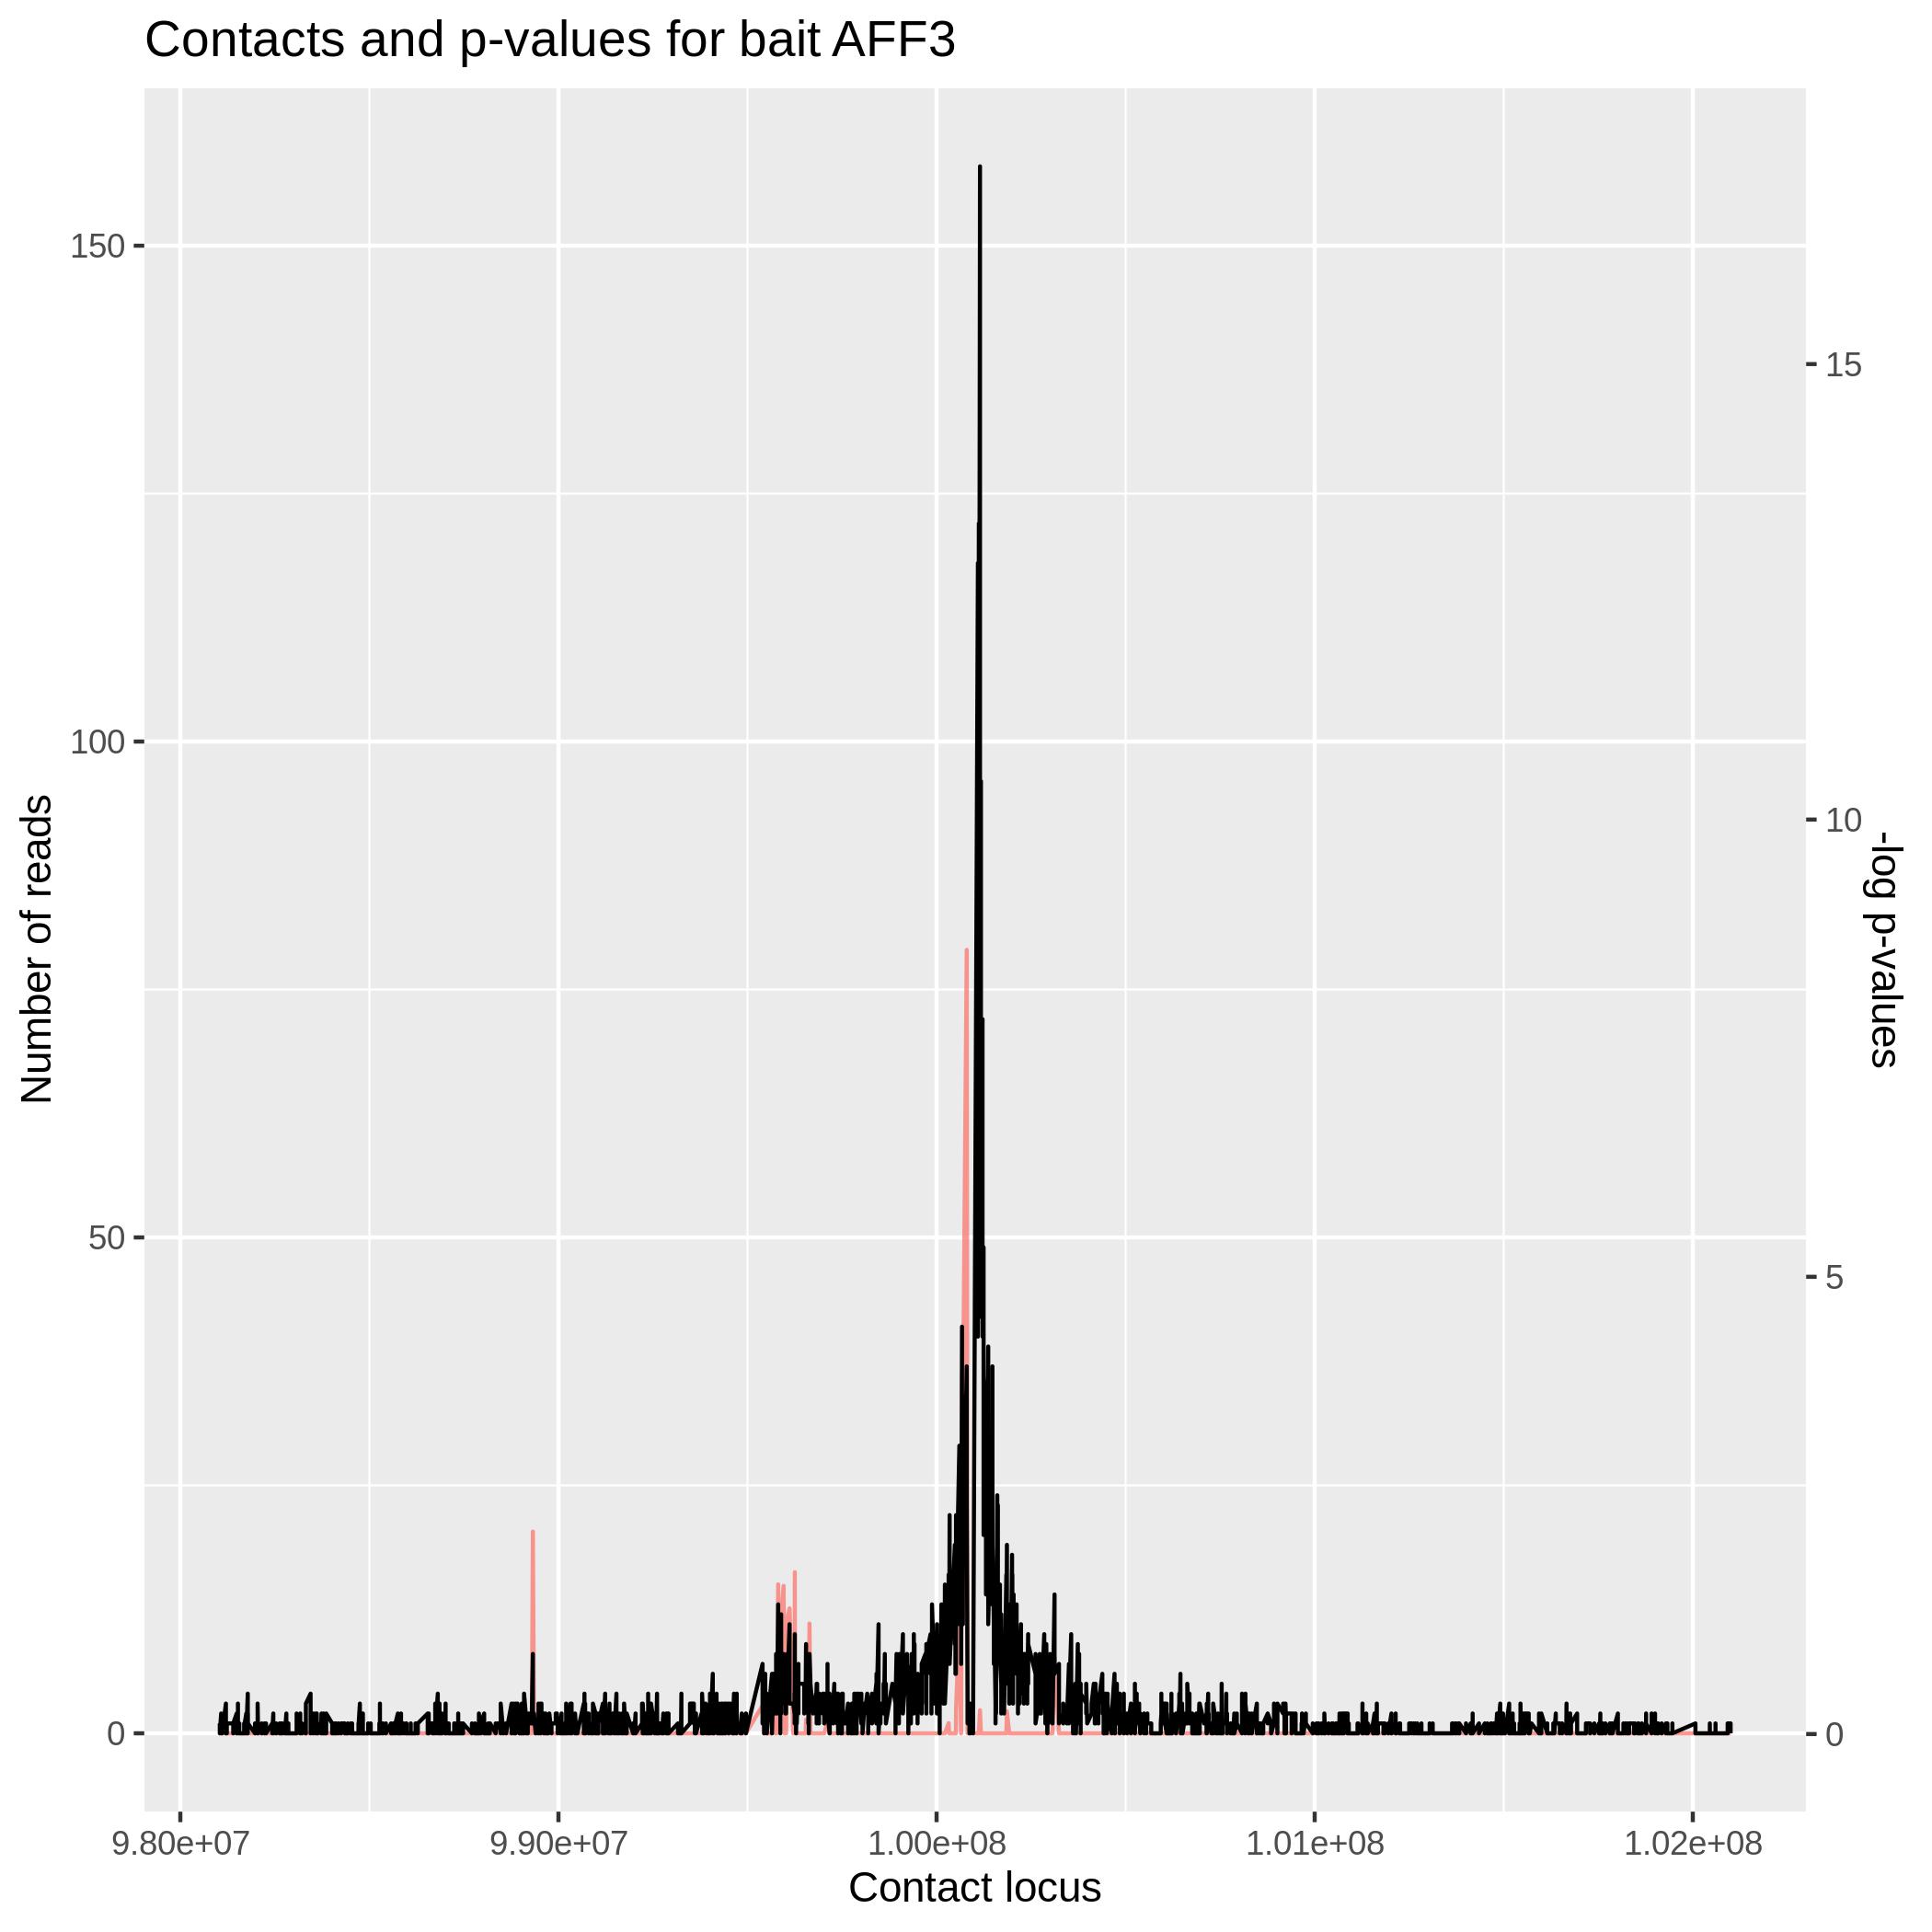 Contacts and p-values for bait AFF3
150
100
50
0
Number of reads
15
10
5
0
-log p-values
9.80e+07
9.90e+07
1.00e+08
1.01e+08
1.02e+08
Contact locus